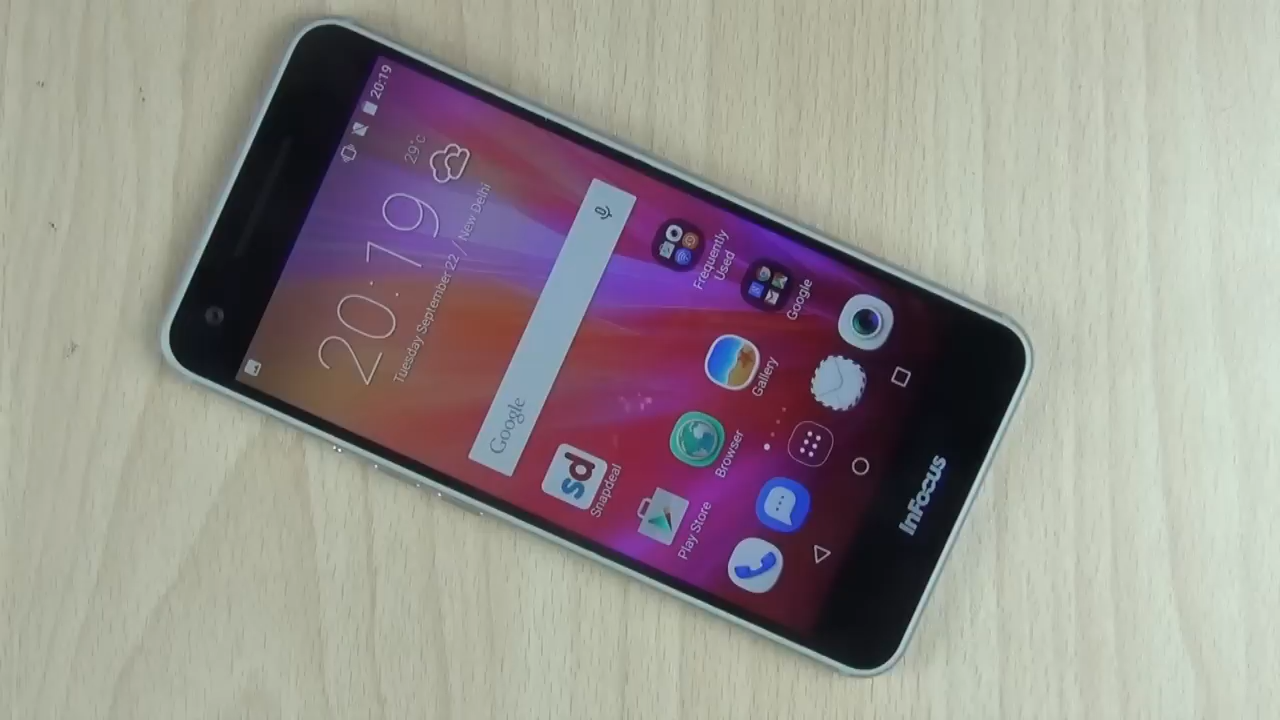 20:19
29°c
20:19
Tuesday September 22 / New Delhi
Google
Snapdeal
sd
Play Store
Browser
Gallery
Google
Frequently
Used
InFocus